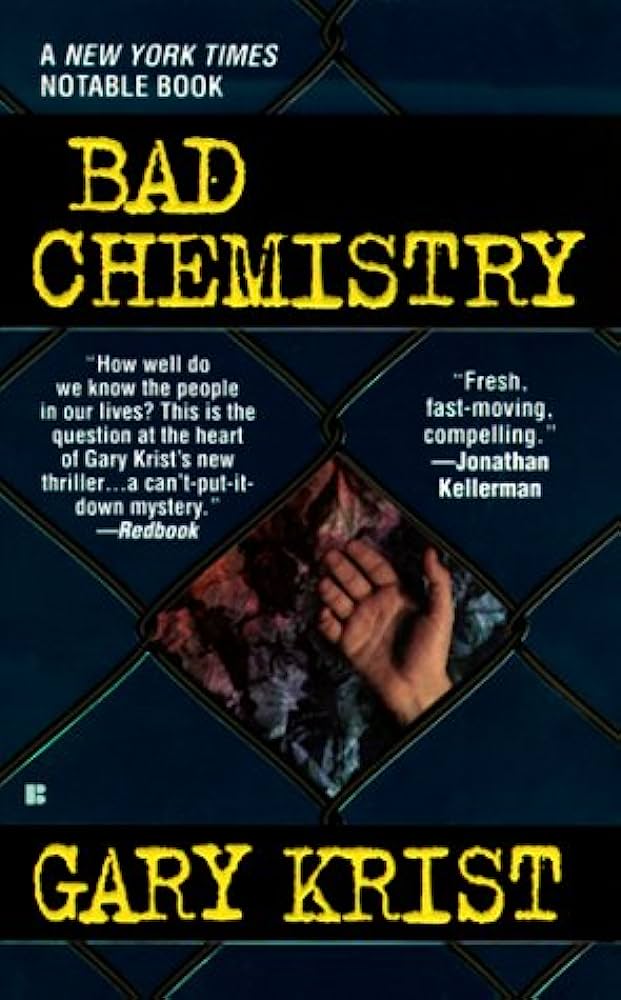 A NEW YORK TIMES
NOTABLE BOOK
BAD
CHEMISTRY
"How well do
we know the people
in our lives? This is the
question at the heart
of Gary Krist's new
thriller...a can't-put-it-
down mystery."
—Redbook
"Fresh,
fast-moving,
compelling."
—Jonathan
Kellerman
B
GARY KRIST